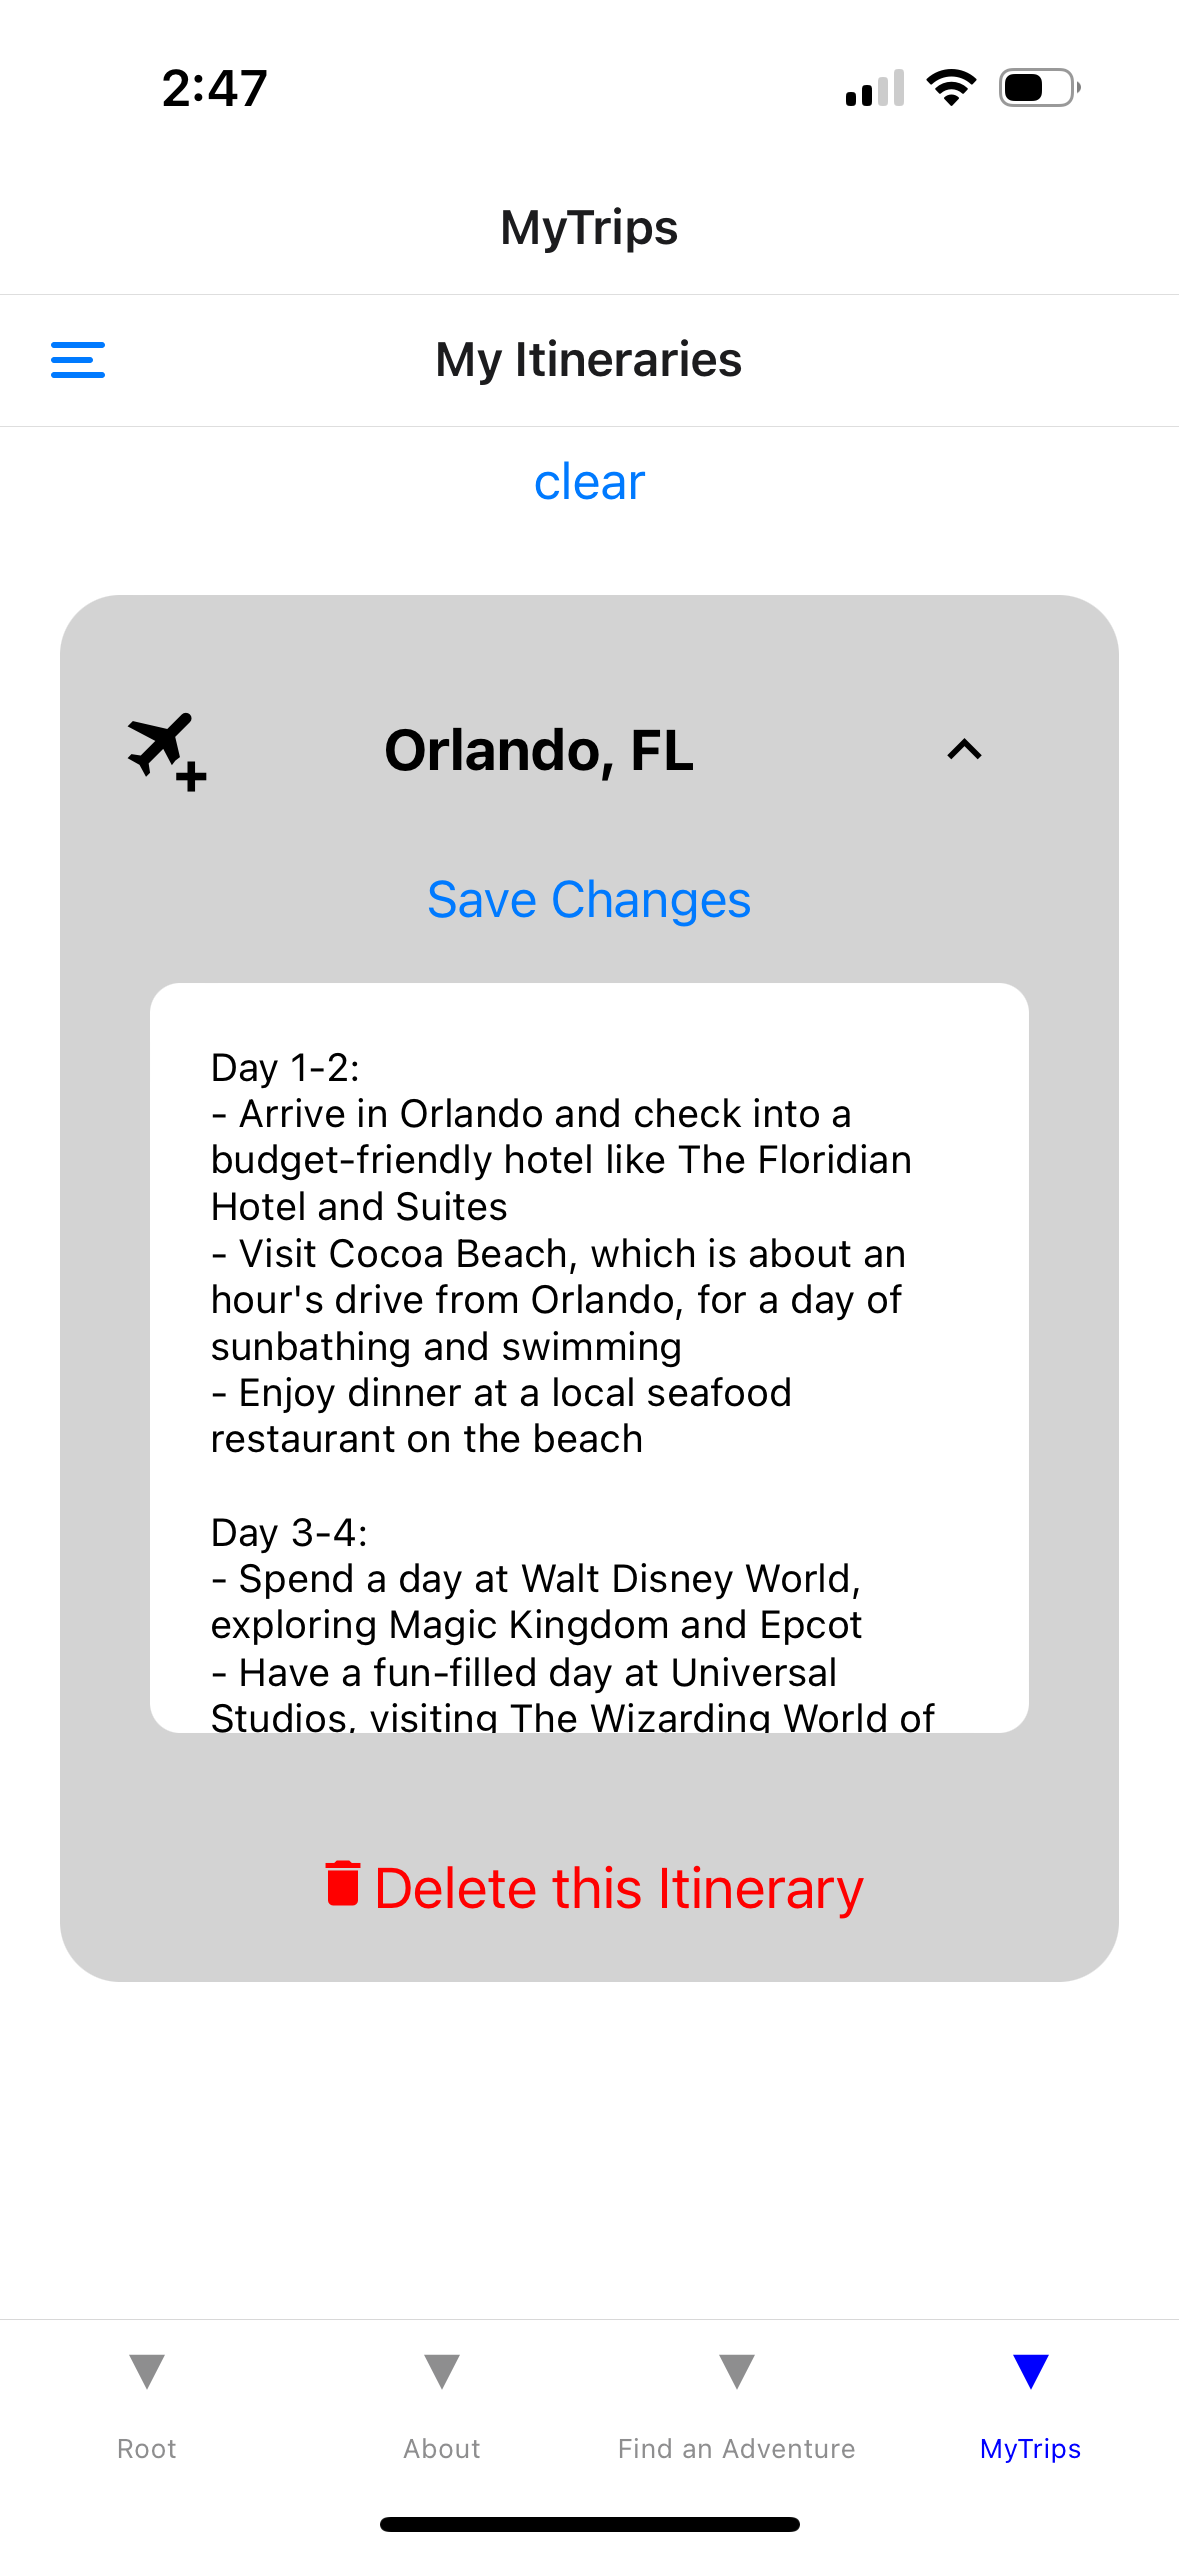 2:47
MyTrips
My Itineraries
clear
Orlando, FL
Save Changes
Day 1-2:
- Arrive in Orlando and check into a
budget-friendly hotel like The Floridian
Hotel and Suites
- Visit Cocoa Beach, which is about an
hour's drive from Orlando, for a day of
sunbathing and swimming
- Enjoy dinner at a local seafood
restaurant on the beach
Day 3-4:
- Spend a day at Walt Disney World,
exploring Magic Kingdom and Epcot
- Have a fun-filled day at Universal
Studios, visiting The Wizarding World of
Delete this Itinerary
Root
About
Find an Adventure
MyTrips